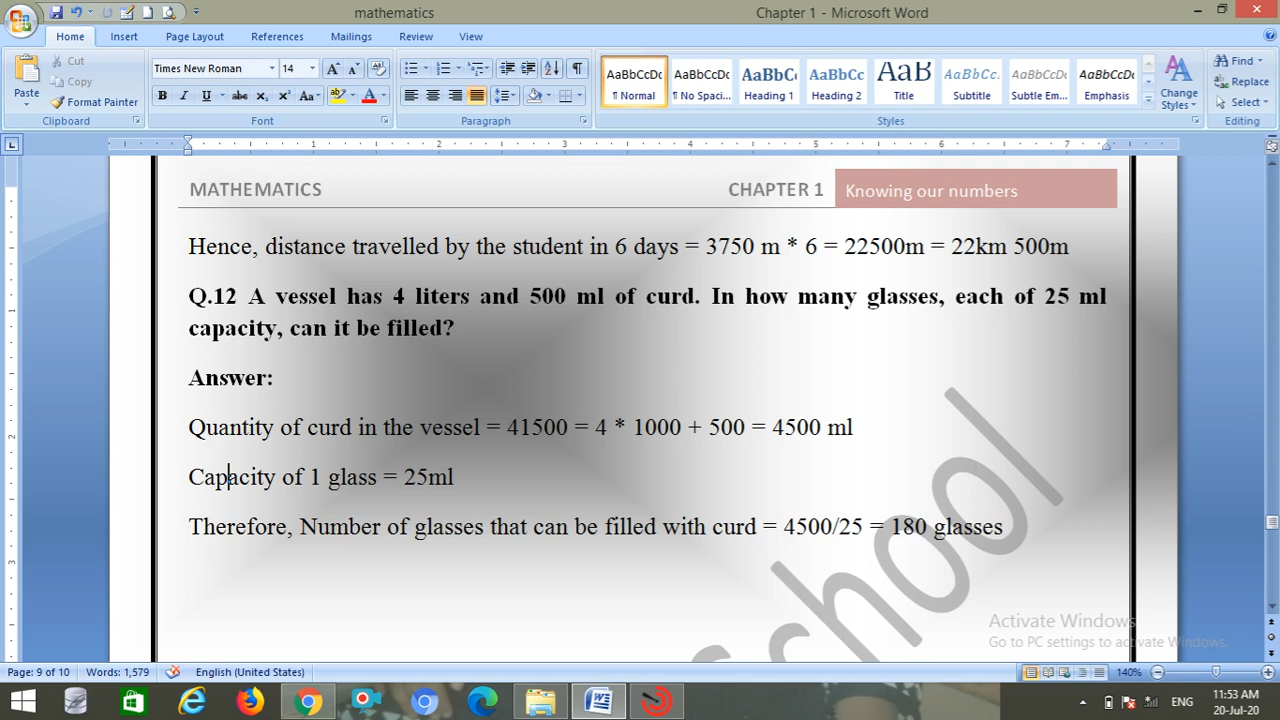 mathematics
Chapter 1 - Microsoft Word
Home Insert Page Layout References Mailings Review View
Paste
Cut
Copy
Format Painter
Clipboard
Times New Roman 14
Font
Paragraph
AaBbCcDc AaBbCcDc AaBbC AaBbCc AaB AaBbCc. AaBbCcDc AaBbCcDc
¶ Normal ¶ No Spaci... Heading 1 Heading 2 Title Subtitle Subtle Em... Emphasis
Change Styles
Styles
Find
Replace
Select
Editing
1 2 3 4 5 6 7
MATHEMATICS CHAPTER 1 Knowing our numbers
Hence, distance travelled by the student in 6 days = 3750 m * 6 = 22500m = 22km 500m
Q.12 A vessel has 4 liters and 500 ml of curd. In how many glasses, each of 25 ml
capacity, can it be filled?
Answer:
Quantity of curd in the vessel = 41500 = 4 * 1000 + 500 = 4500 ml
Capacity of 1 glass = 25ml
Therefore, Number of glasses that can be filled with curd = 4500/25 = 180 glasses
School
Activate Windows
Go to PC settings to activate Windows.
Page: 9 of 10 Words: 1,579 English (United States) 140%
ENG
11:53 AM
20-Jul-20